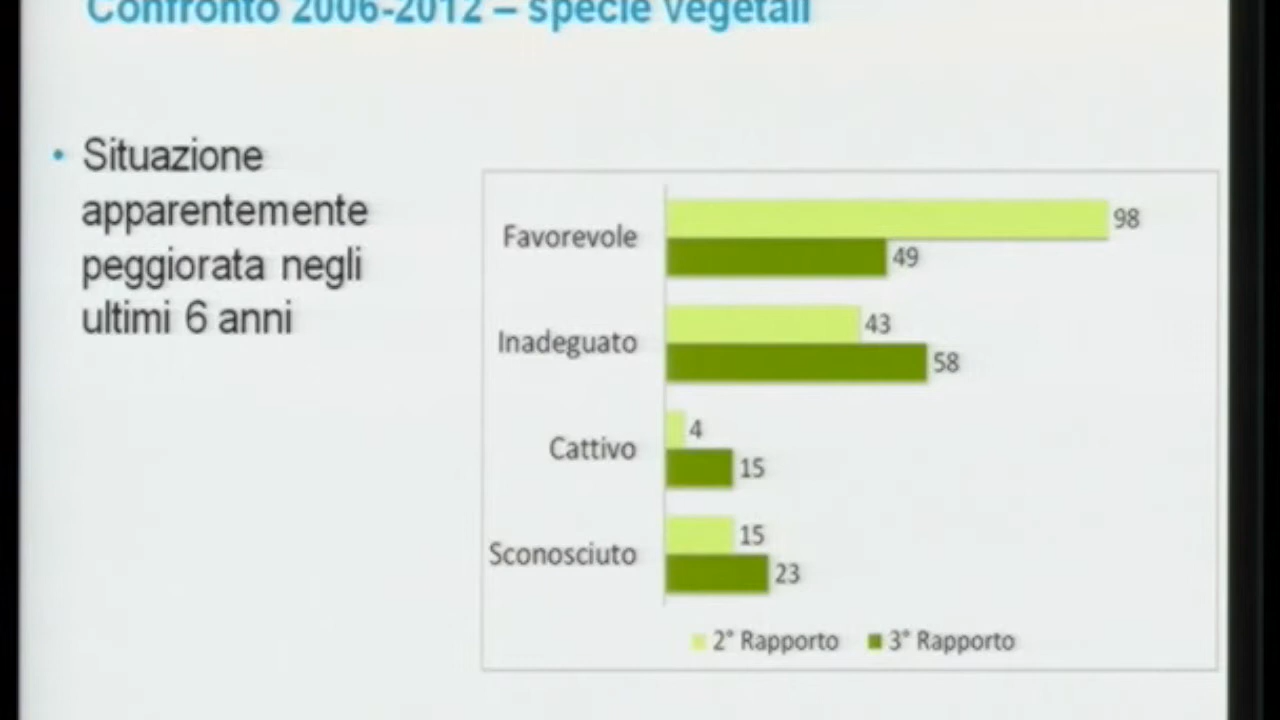 Confronto 2006-2012 – specie vegetali
• Situazione
apparentemente
peggiorata negli
ultimi 6 anni
Favorevole
98
49
Inadeguato
43
58
Cattivo
4
15
Sconosciuto
15
23
2° Rapporto 3° Rapporto